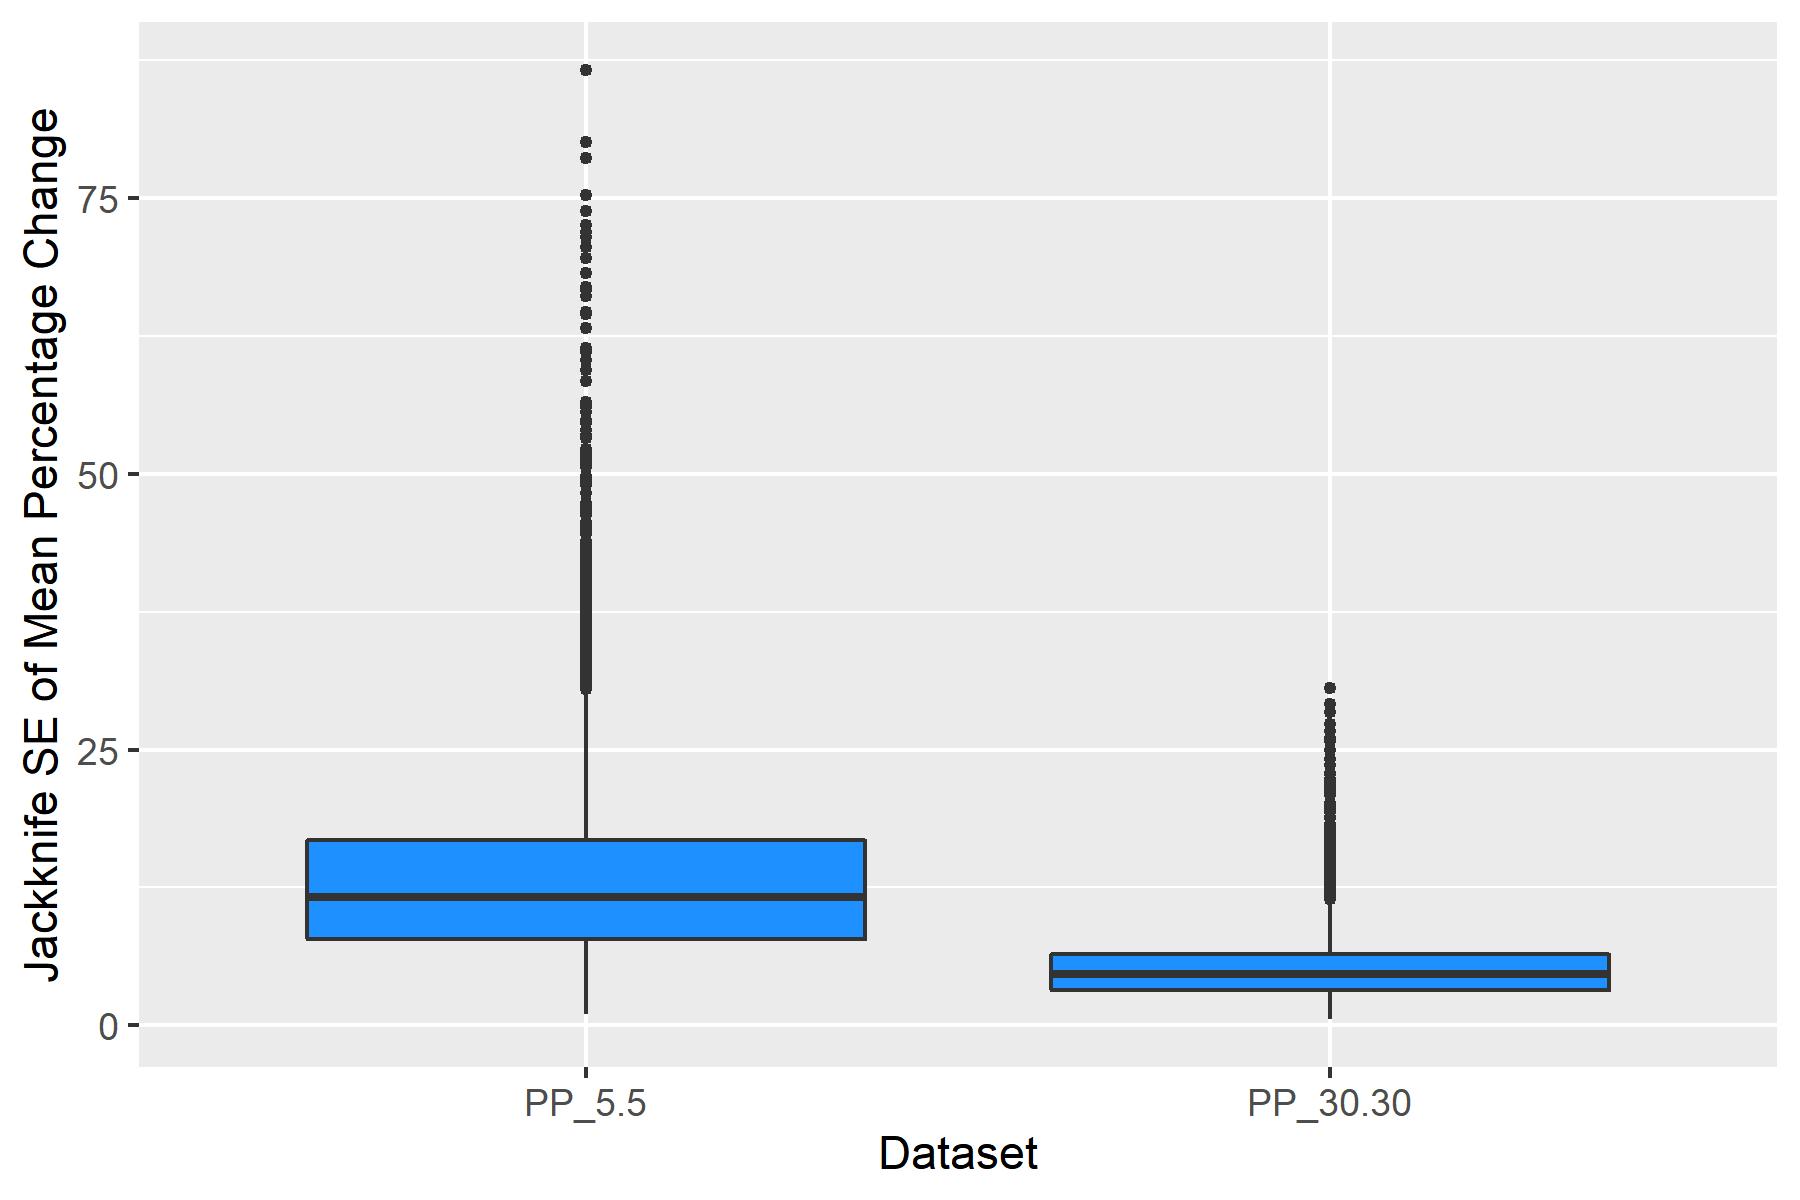 Jackknife SE of Mean Percentage Change
75
50
25
0
PP_5.5
PP_30.30
Dataset